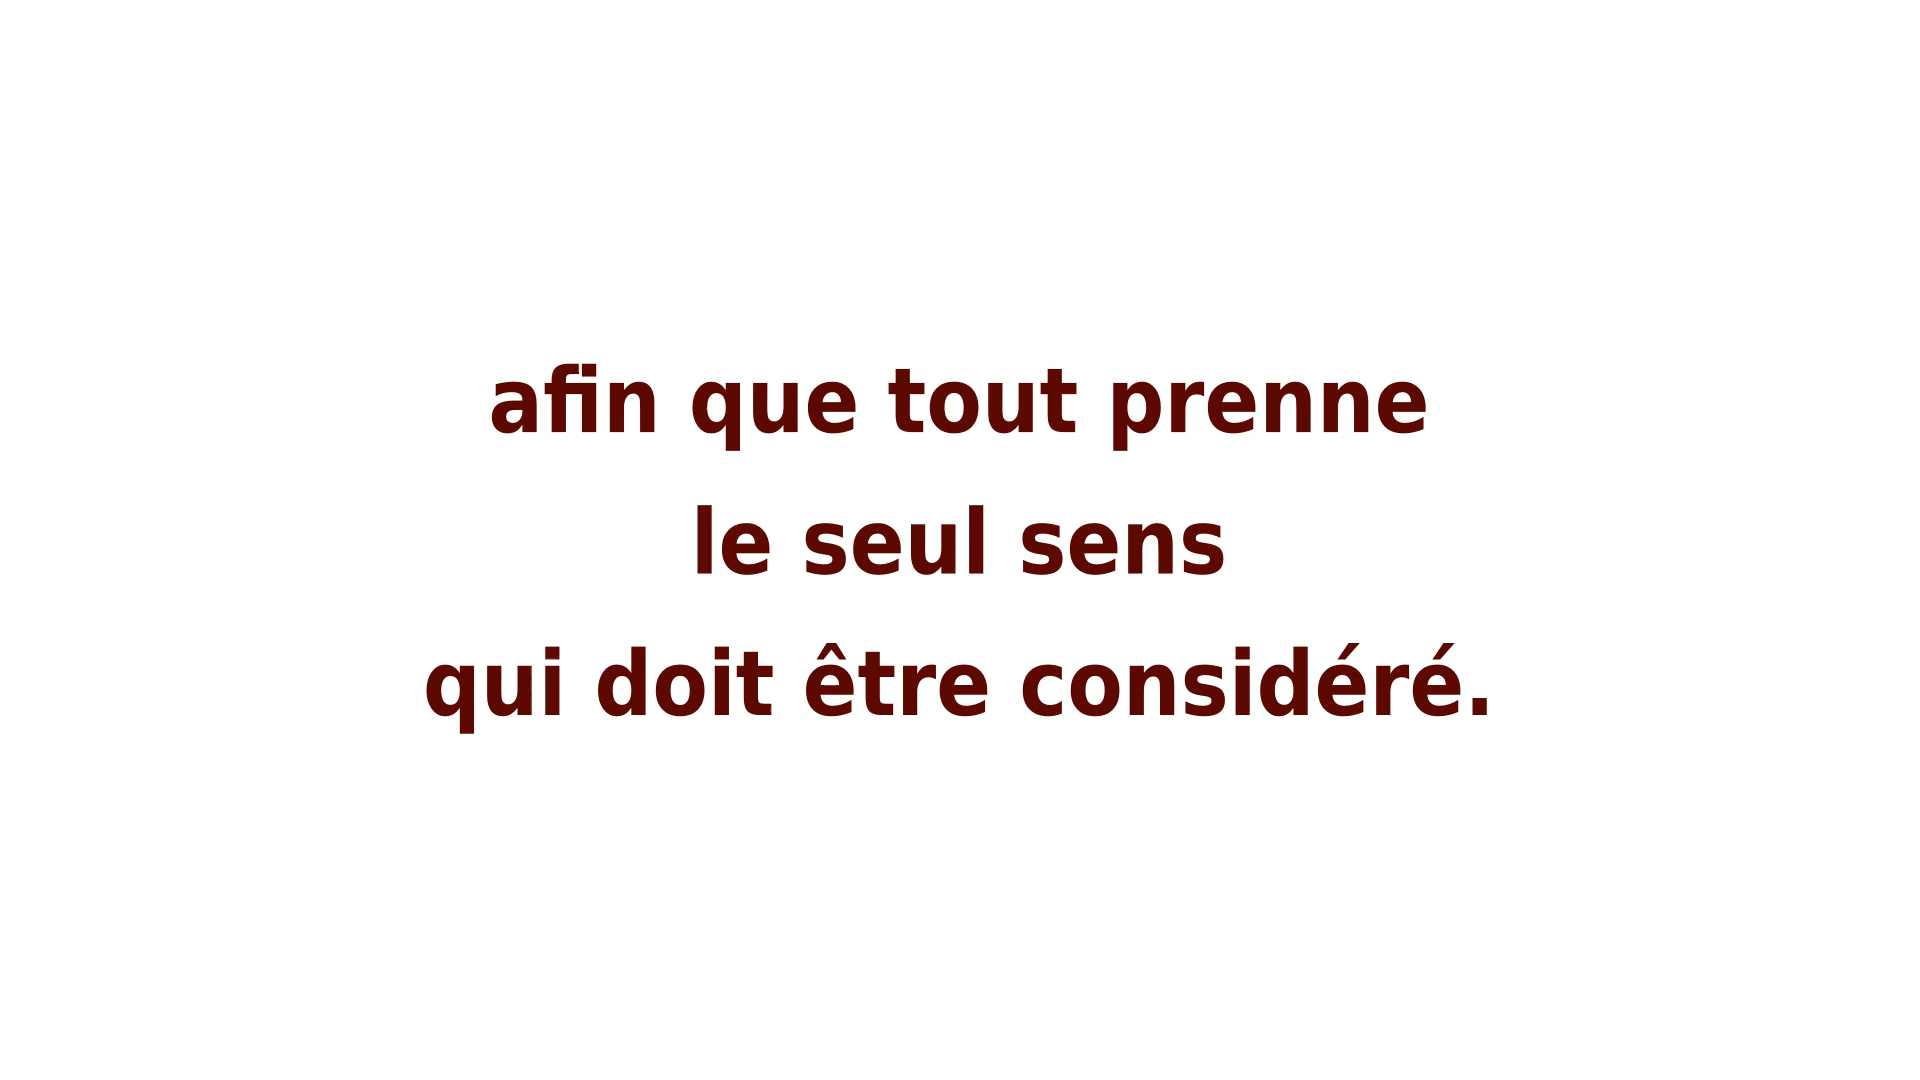 afin que tout prenne
le seul sens
qui doit être considéré.